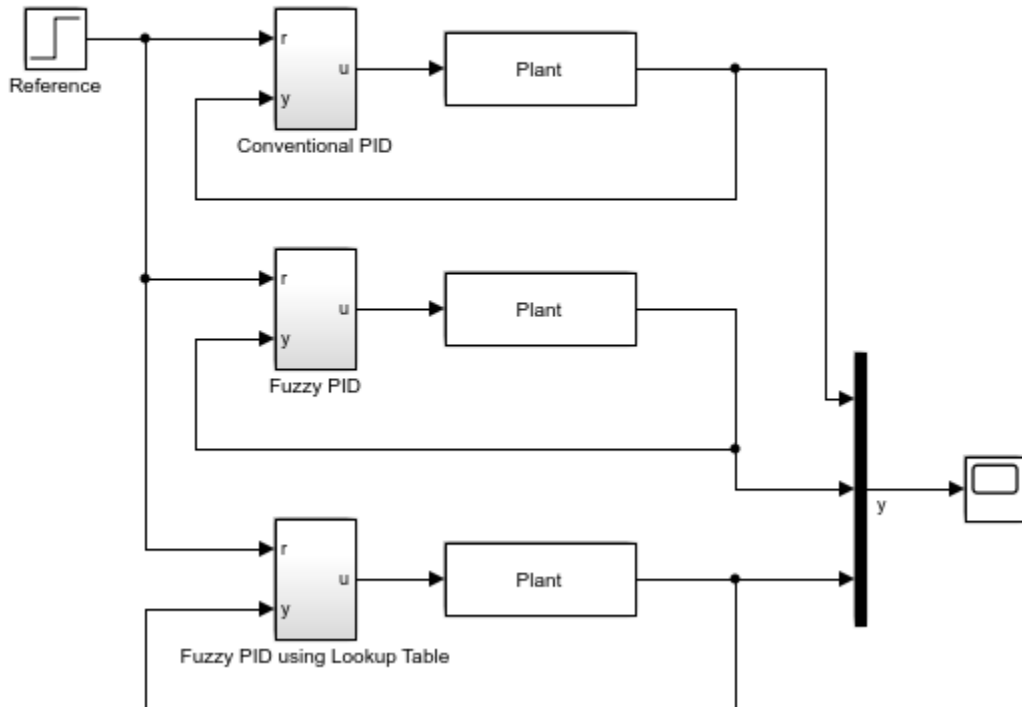 Reference
r
u
y
Conventional PID
Plant
r
u
y
Fuzzy PID
Plant
y
r
u
y
Fuzzy PID using Lookup Table
Plant